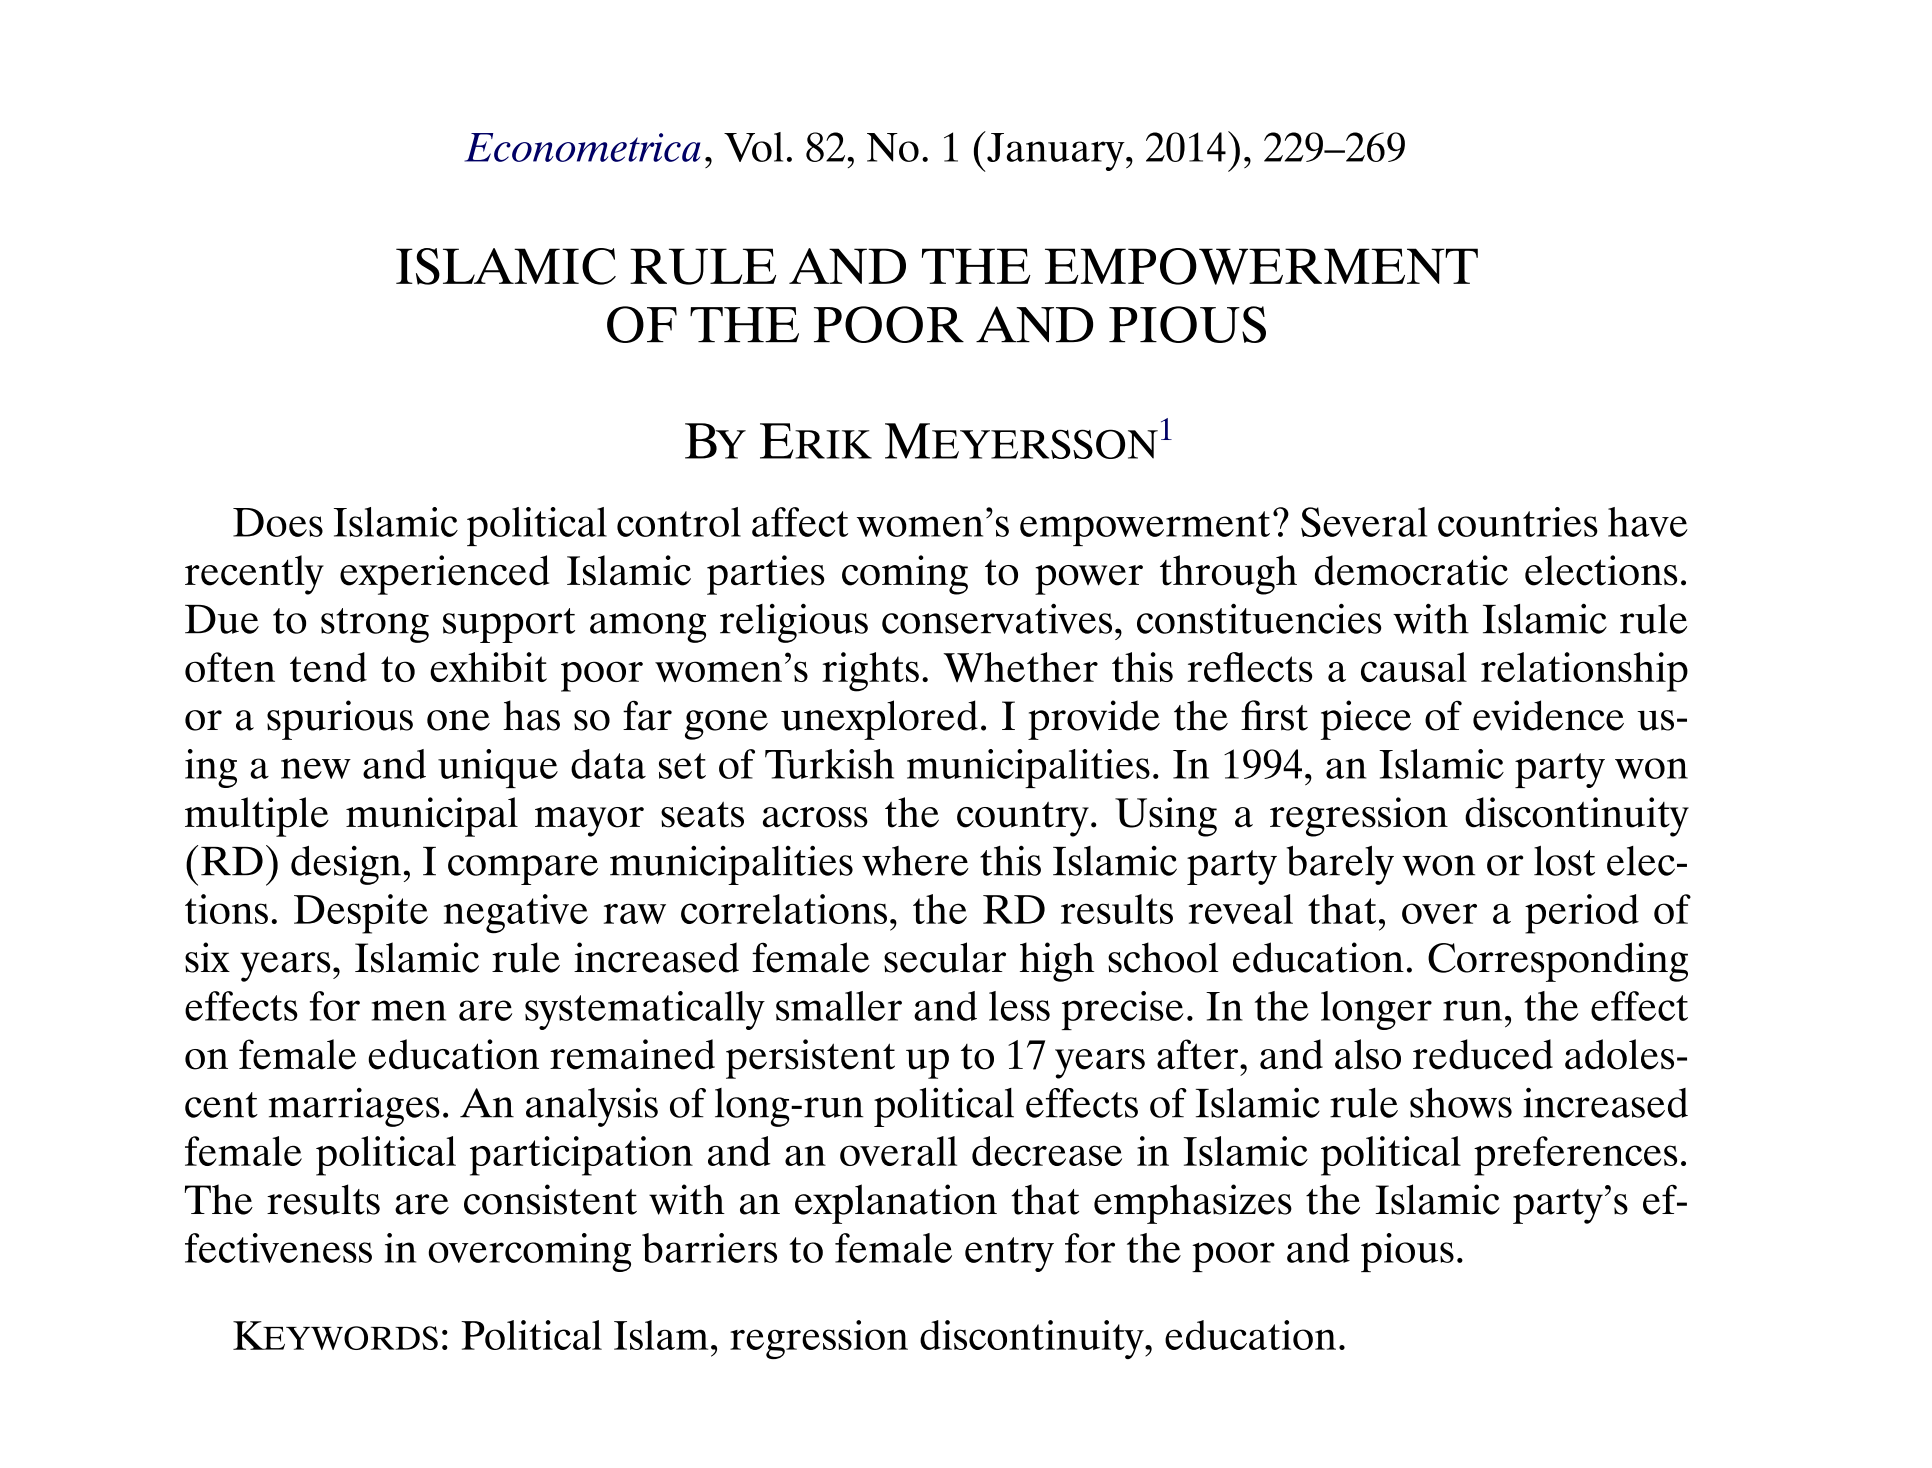 Econometrica, Vol. 82, No. 1 (January, 2014), 229–269
ISLAMIC RULE AND THE EMPOWERMENT
OF THE POOR AND PIOUS
BY ERIK MEYERSSON1
Does Islamic political control affect women’s empowerment? Several countries have
recently experienced Islamic parties coming to power through democratic elections.
Due to strong support among religious conservatives, constituencies with Islamic rule
often tend to exhibit poor women’s rights. Whether this reflects a causal relationship
or a spurious one has so far gone unexplored. I provide the first piece of evidence us-
ing a new and unique data set of Turkish municipalities. In 1994, an Islamic party won
multiple municipal mayor seats across the country. Using a regression discontinuity
(RD) design, I compare municipalities where this Islamic party barely won or lost elec-
tions. Despite negative raw correlations, the RD results reveal that, over a period of
six years, Islamic rule increased female secular high school education. Corresponding
effects for men are systematically smaller and less precise. In the longer run, the effect
on female education remained persistent up to 17 years after, and also reduced adoles-
cent marriages. An analysis of long-run political effects of Islamic rule shows increased
female political participation and an overall decrease in Islamic political preferences.
The results are consistent with an explanation that emphasizes the Islamic party’s ef-
fectiveness in overcoming barriers to female entry for the poor and pious.
KEYWORDS: Political Islam, regression discontinuity, education.